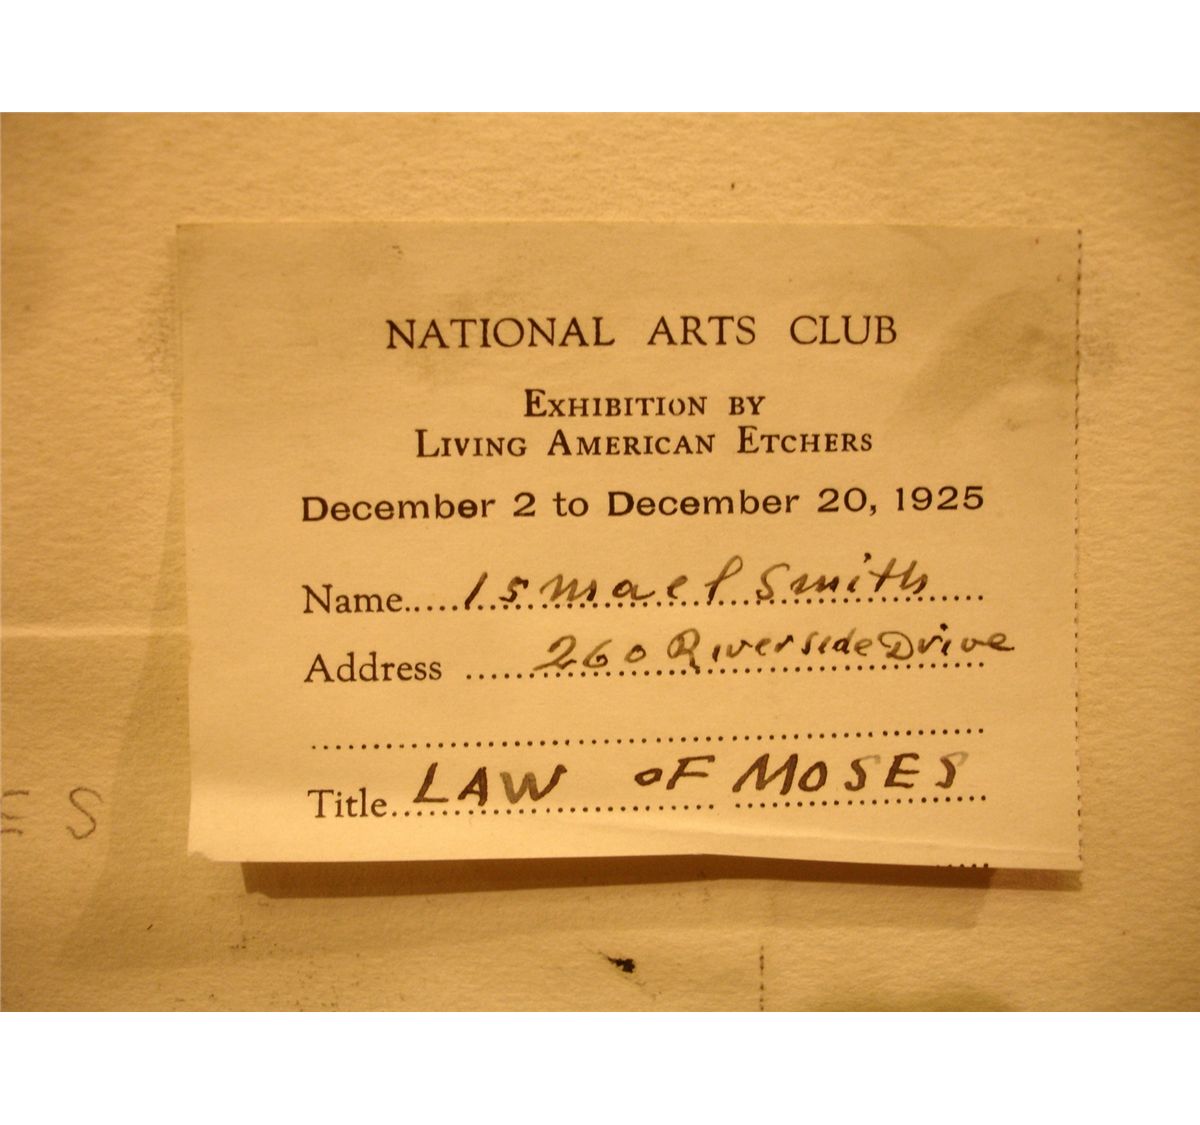 NATIONAL ARTS CLUB
EXHIBITION BY
LIVING AMERICAN ETCHERS
December 2 to December 20, 1925
Name.....Ismael Smith
Address ......260 Riverside Drive
Title...LAW OF MOSES
ES